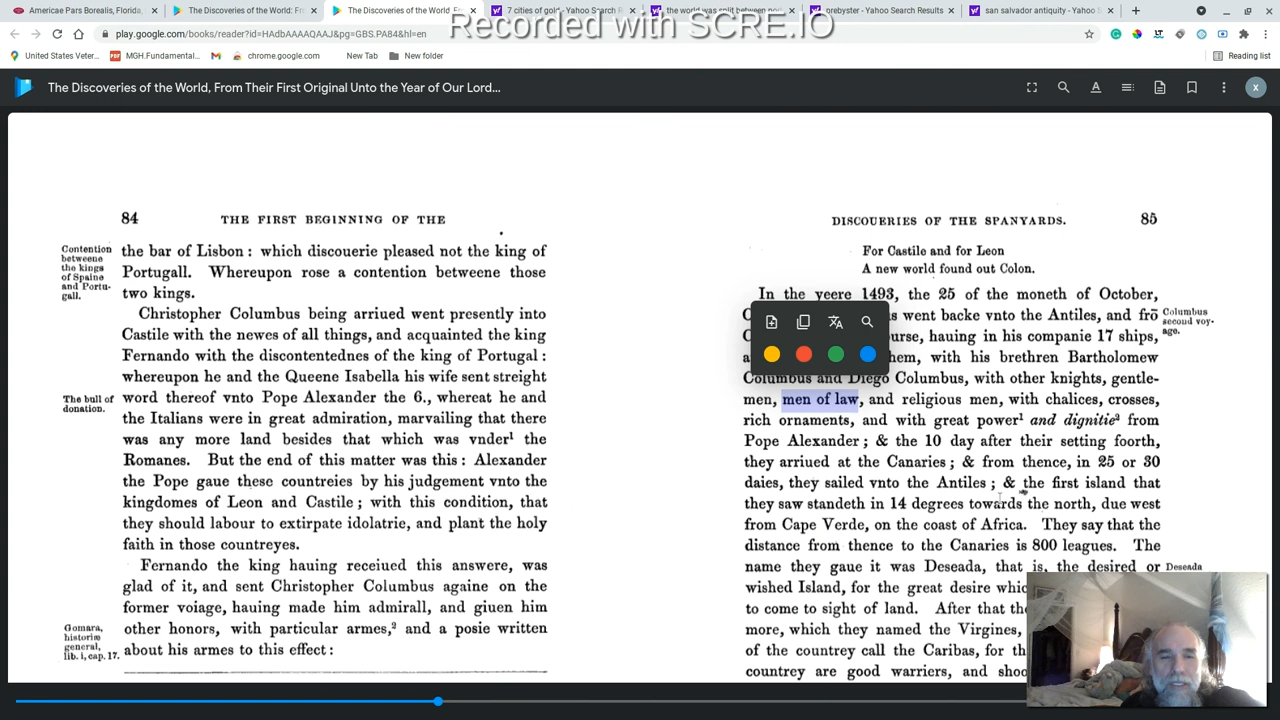 Americae Pars Borealis, Florida,
The Discoveries of the World: Fr
The Discoveries of the World, Fr
7 cities of gold - Yahoo Search Re
the world was split between po
orebyster - Yahoo Search Results
san salvador antiquity - Yahoo S
Recorded with SCRE.IO
play.google.com/books/reader?id=HAdbAAAAQAAJ&pg=GBS.PA84&hl=en
United States Veter...
MGH.Fundamental...
chrome.google.com
New Tab
New folder
Reading list
The Discoveries of the World, From Their First Original Unto the Year of Our Lord...
x
84 THE FIRST BEGINNING OF THE
Contention
betweene
the kings
of Spaine
and Portu-
gall.
the bar of Lisbon : which discouerie pleased not the king of
Portugall. Whereupon rose a contention betweene those
two kings.
Christopher Columbus being arriued went presently into
Castile with the newes of all things, and acquainted the king
Fernando with the discontentednes of the king of Portugal :
whereupon he and the Queene Isabella his wife sent streight
The bull of
donation.
word thereof vnto Pope Alexander the 6., whereat he and
the Italians were in great admiration, marvailing that there
was any more land besides that which was vnder¹ the
Romanes. But the end of this matter was this : Alexander
the Pope gaue these countreies by his judgement vnto the
kingdomes of Leon and Castile ; with this condition, that
they should labour to extirpate idolatrie, and plant the holy
faith in those countreyes.
Fernando the king hauing receiued this answere, was
glad of it, and sent Christopher Columbus againe on the
former voiage, hauing made him admirall, and giuen him
Gomara,
historiæ
general,
lib. i, cap. 17.
other honors, with particular armes,² and a posie written
about his armes to this effect :
DISCOUERIES OF THE SPANYARDS. 85
For Castile and for Leon
A new world found out Colon.
In the yeere 1493, the 25 of the moneth of October,
went backe vnto the Antiles, and frō
Columbus
second voy-
age.
urse, hauing in his companie 17 ships,
hem, with his brethren Bartholomew
Columbus and Diego Columbus, with other knights, gentle-
men, men of law, and religious men, with chalices, crosses,
rich ornaments, and with great power¹ and dignitie² from
Pope Alexander ; & the 10 day after their setting foorth,
they arriued at the Canaries ; & from thence, in 25 or 30
daies, they sailed vnto the Antiles ; & the first island that
they saw standeth in 14 degrees towards the north, due west
from Cape Verde, on the coast of Africa. They say that the
distance from thence to the Canaries is 800 leagues. The
name they gaue it was Deseada, that is, the desired or
Deseada
wished Island, for the great desire whic
to come to sight of land. After that the
more, which they named the Virgines,
of the country call the Caribas, for th
countrey are good warriers, and shoo